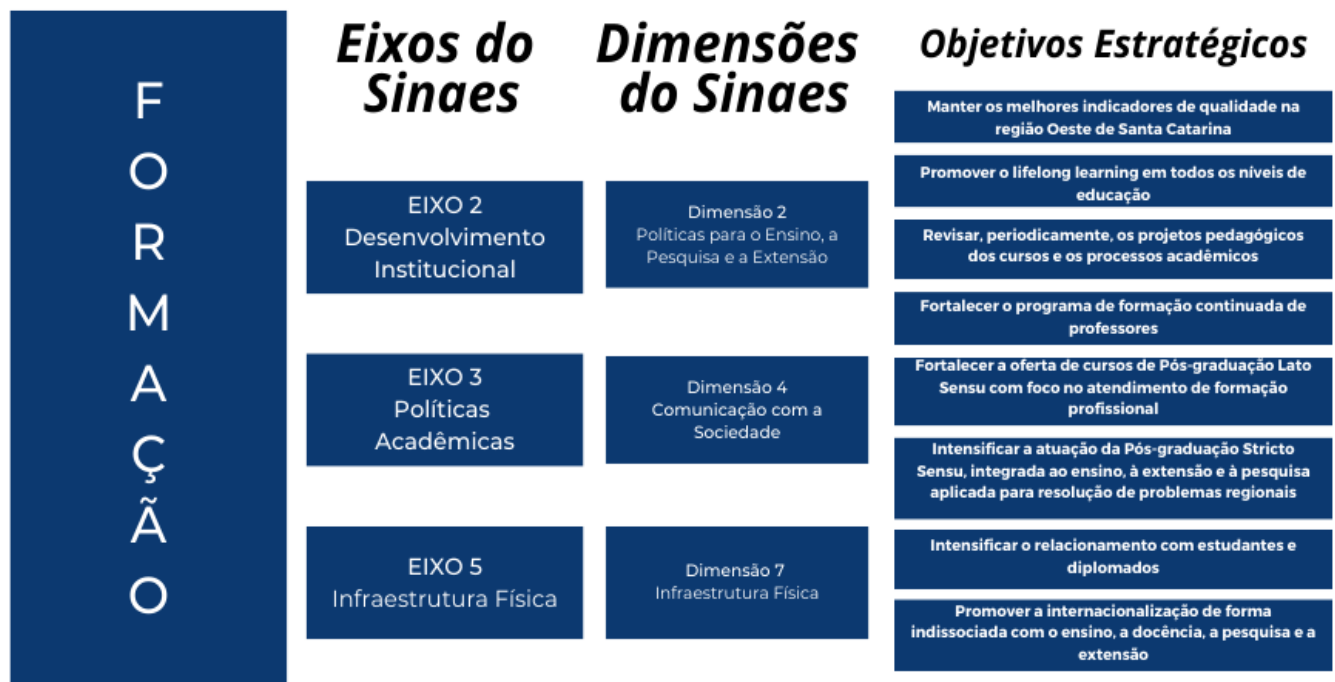 FORMAÇÃO
Eixos do
Sinaes
EIXO 2
Desenvolvimento
Institucional
EIXO 3
Políticas
Acadêmicas
EIXO 5
Infraestrutura Física
Dimensões
do Sinaes
Dimensão 2
Políticas para o Ensino, a
Pesquisa e a Extensão
Dimensão 4
Comunicação com a
Sociedade
Dimensão 7
Infraestrutura Física
Objetivos Estratégicos
Manter os melhores indicadores de qualidade na
região Oeste de Santa Catarina
Promover o lifelong learning em todos os níveis de
educação
Revisar, periodicamente, os projetos pedagógicos
dos cursos e os processos acadêmicos
Fortalecer o programa de formação continuada de
professores
Fortalecer a oferta de cursos de Pós-graduação Lato
Sensu com foco no atendimento de formação
profissional
Intensificar a atuação da Pós-graduação Stricto
Sensu, integrada ao ensino, à extensão e à pesquisa
aplicada para resolução de problemas regionais
Intensificar o relacionamento com estudantes e
diplomados
Promover a internacionalização de forma
indissociada com o ensino, a docência, a pesquisa e a
extensão